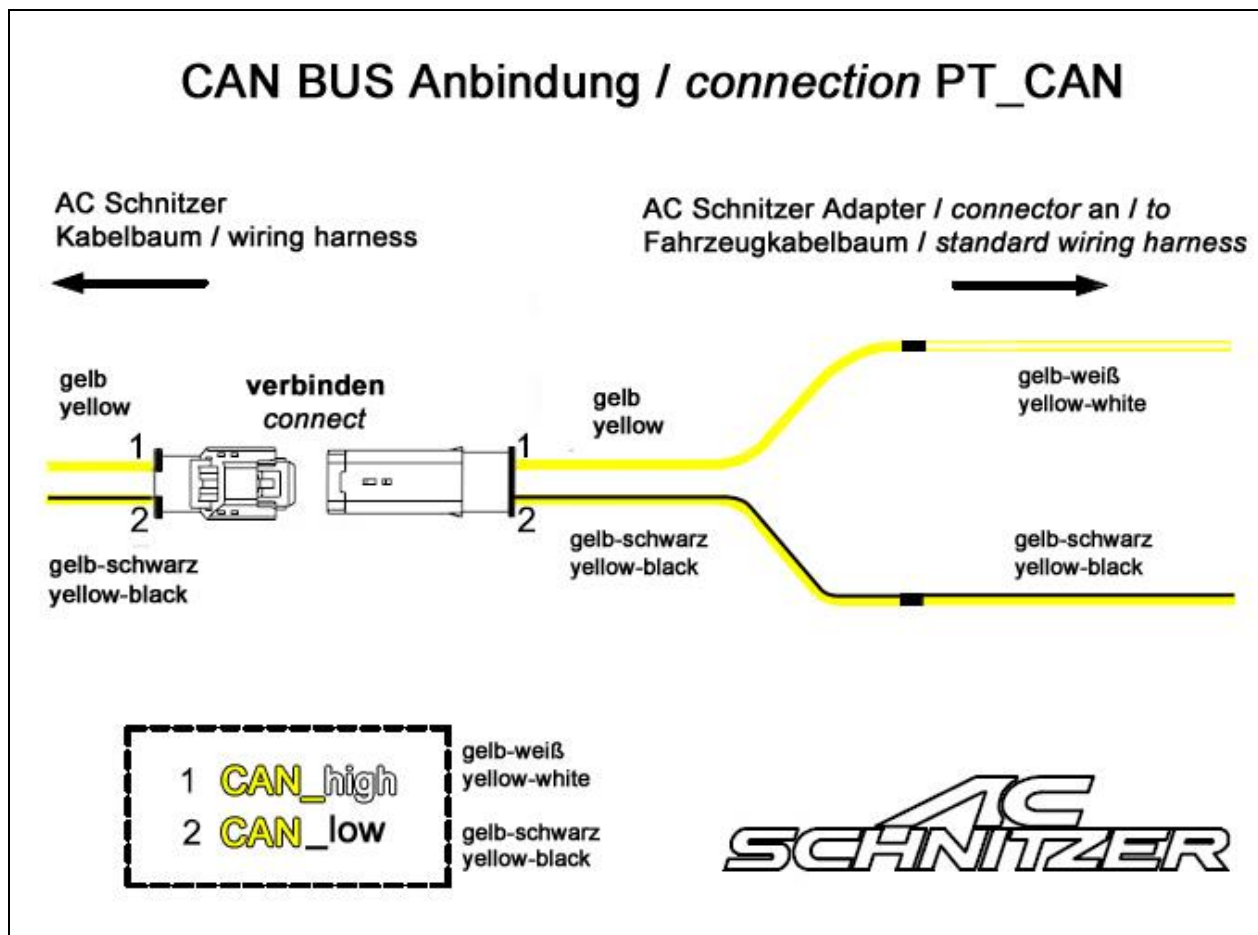 CAN BUS Anbindung / connection PT_CAN
AC Schnitzer
Kabelbaum / wiring harness
AC Schnitzer Adapter / connector an / to
Fahrzeugkabelbaum / standard wiring harness
gelb
yellow
verbinden
connect
gelb
yellow
gelb-weiß
yellow-white
1
1
2
2
gelb-schwarz
yellow-black
gelb-schwarz
yellow-black
gelb-schwarz
yellow-black
1 CAN_high
gelb-weiß
yellow-white
2 CAN_low
gelb-schwarz
yellow-black
AC
SCHNITZER